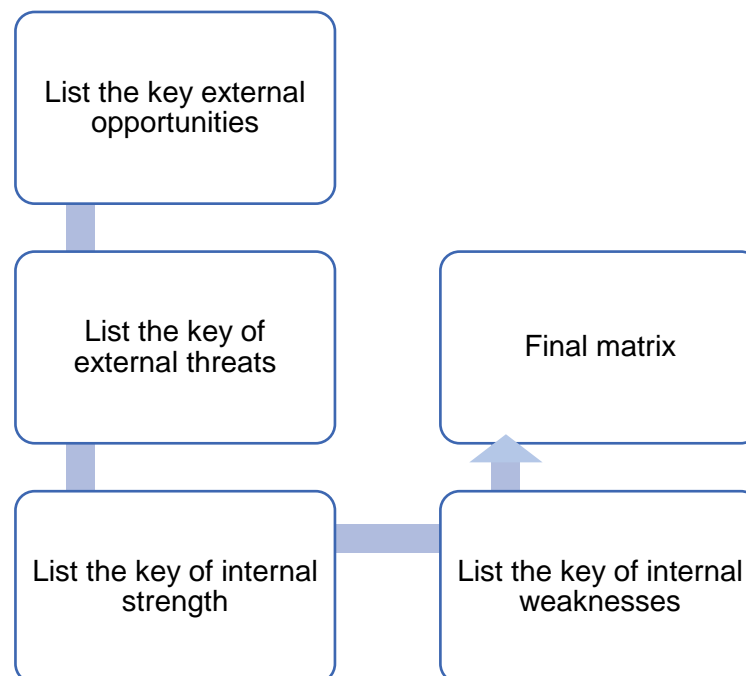 List the key external
opportunities
List the key of
external threats
List the key of internal
strength
List the key of internal
weaknesses
Final matrix